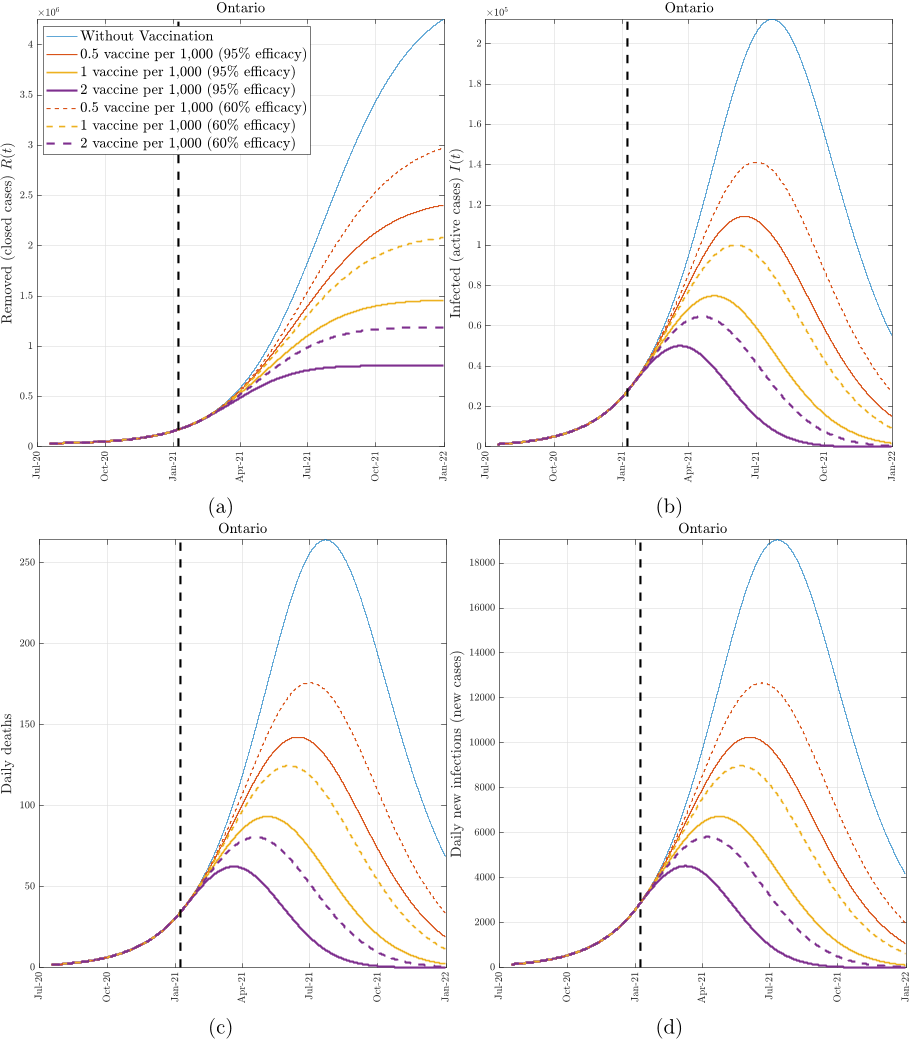 Ontario
×10⁶
Without Vaccination
0.5 vaccine per 1,000 (95% efficacy)
1 vaccine per 1,000 (95% efficacy)
2 vaccine per 1,000 (95% efficacy)
0.5 vaccine per 1,000 (60% efficacy)
1 vaccine per 1,000 (60% efficacy)
2 vaccine per 1,000 (60% efficacy)
Removed (closed cases) R(t)
4
3.5
3
2.5
2
1.5
1
0.5
0
Jul-20
Oct-20
Jan-21
Apr-21
Jul-21
Oct-21
Jan-22
(a)
Ontario
×10⁵
Infected (active cases) I(t)
2
1.8
1.6
1.4
1.2
1
0.8
0.6
0.4
0.2
0
Jul-20
Oct-20
Jan-21
Apr-21
Jul-21
Oct-21
Jan-22
(b)
Ontario
Daily deaths
250
200
150
100
50
0
Jul-20
Oct-20
Jan-21
Apr-21
Jul-21
Oct-21
Jan-22
(c)
Ontario
Daily new infections (new cases)
18000
16000
14000
12000
10000
8000
6000
4000
2000
0
Jul-20
Oct-20
Jan-21
Apr-21
Jul-21
Oct-21
Jan-22
(d)